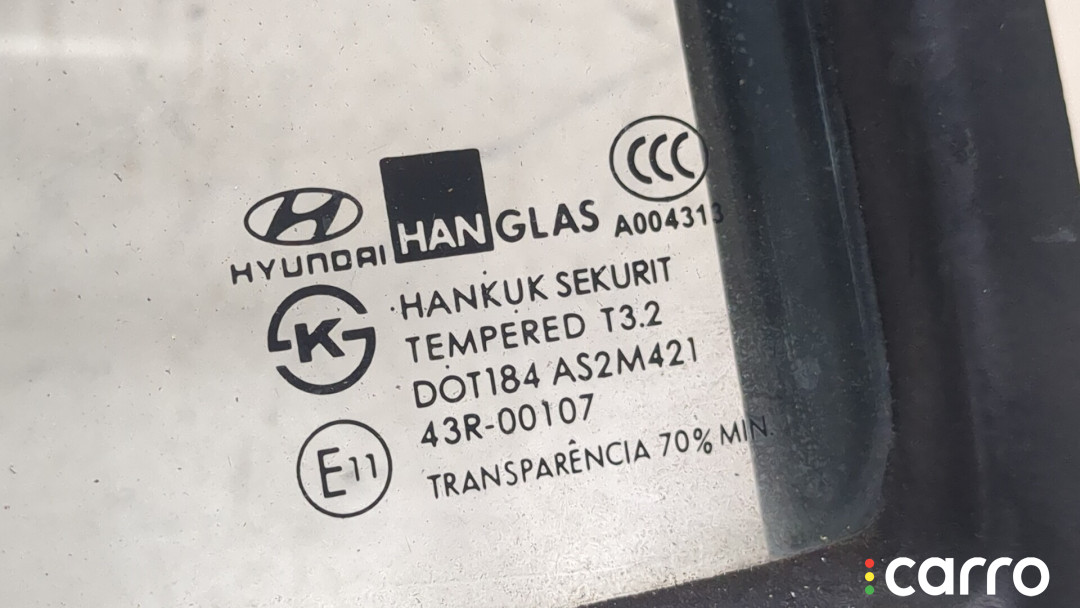 CCC
HYUNDAI HANGLAS A004313
HANKUK SEKURIT
K TEMPERED T3.2
DOT184 AS2M421
43R-00107
E11 TRANSPARÊNCIA 70% MIN.
carro